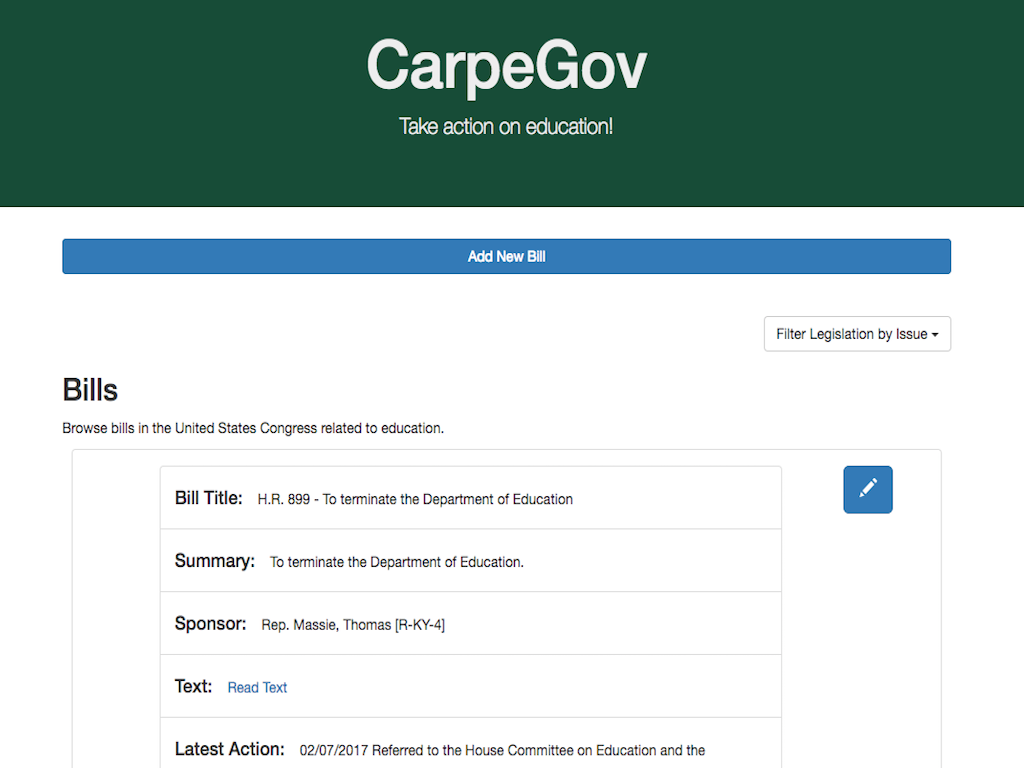 CarpeGov
Take action on education!
Add New Bill
Filter Legislation by Issue
Bills
Browse bills in the United States Congress related to education.
Bill Title: H.R. 899 - To terminate the Department of Education
Summary: To terminate the Department of Education.
Sponsor: Rep. Massie, Thomas [R-KY-4]
Text: Read Text
Latest Action: 02/07/2017 Referred to the House Committee on Education and the